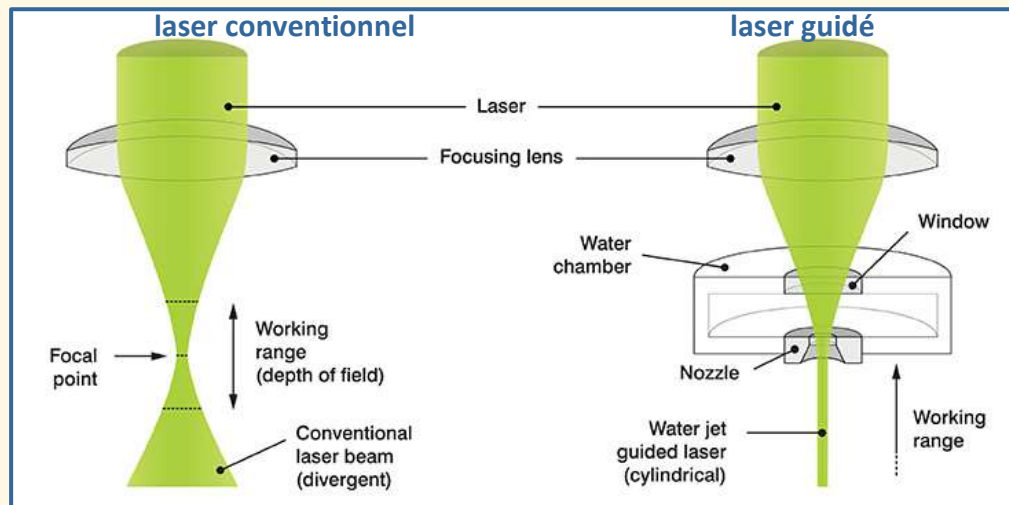 laser conventionnel
laser guidé
Laser
Focusing lens
Window
Water
chamber
Focal
point
Working
range
(depth of field)
Nozzle
Conventional
laser beam
(divergent)
Water jet
guided laser
(cylindrical)
Working
range